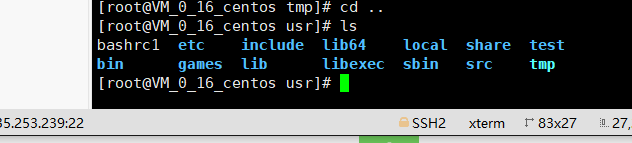 [root@VM_0_16_centos tmp]# cd ..
[root@VM_0_16_centos usr]# ls
bashrc1 etc include lib64 local share test
bin games lib libexec sbin src tmp
[root@VM_0_16_centos usr]#
5.253.239:22 SSH2 xterm 83x27 27,